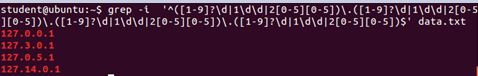 student@ubuntu:~$ grep -i  '^([1-9]?\d|1\d\d|2[0-5][0-5])\.([1-9]?\d|1\d\d|2[0-5
][0-5])\.([1-9]?\d|1\d\d|2[0-5][0-5])\.([1-9]?\d|1\d\d|2[0-5][0-5])$' data.txt
127.0.0.1
127.3.0.1
127.0.5.1
127.14.0.1